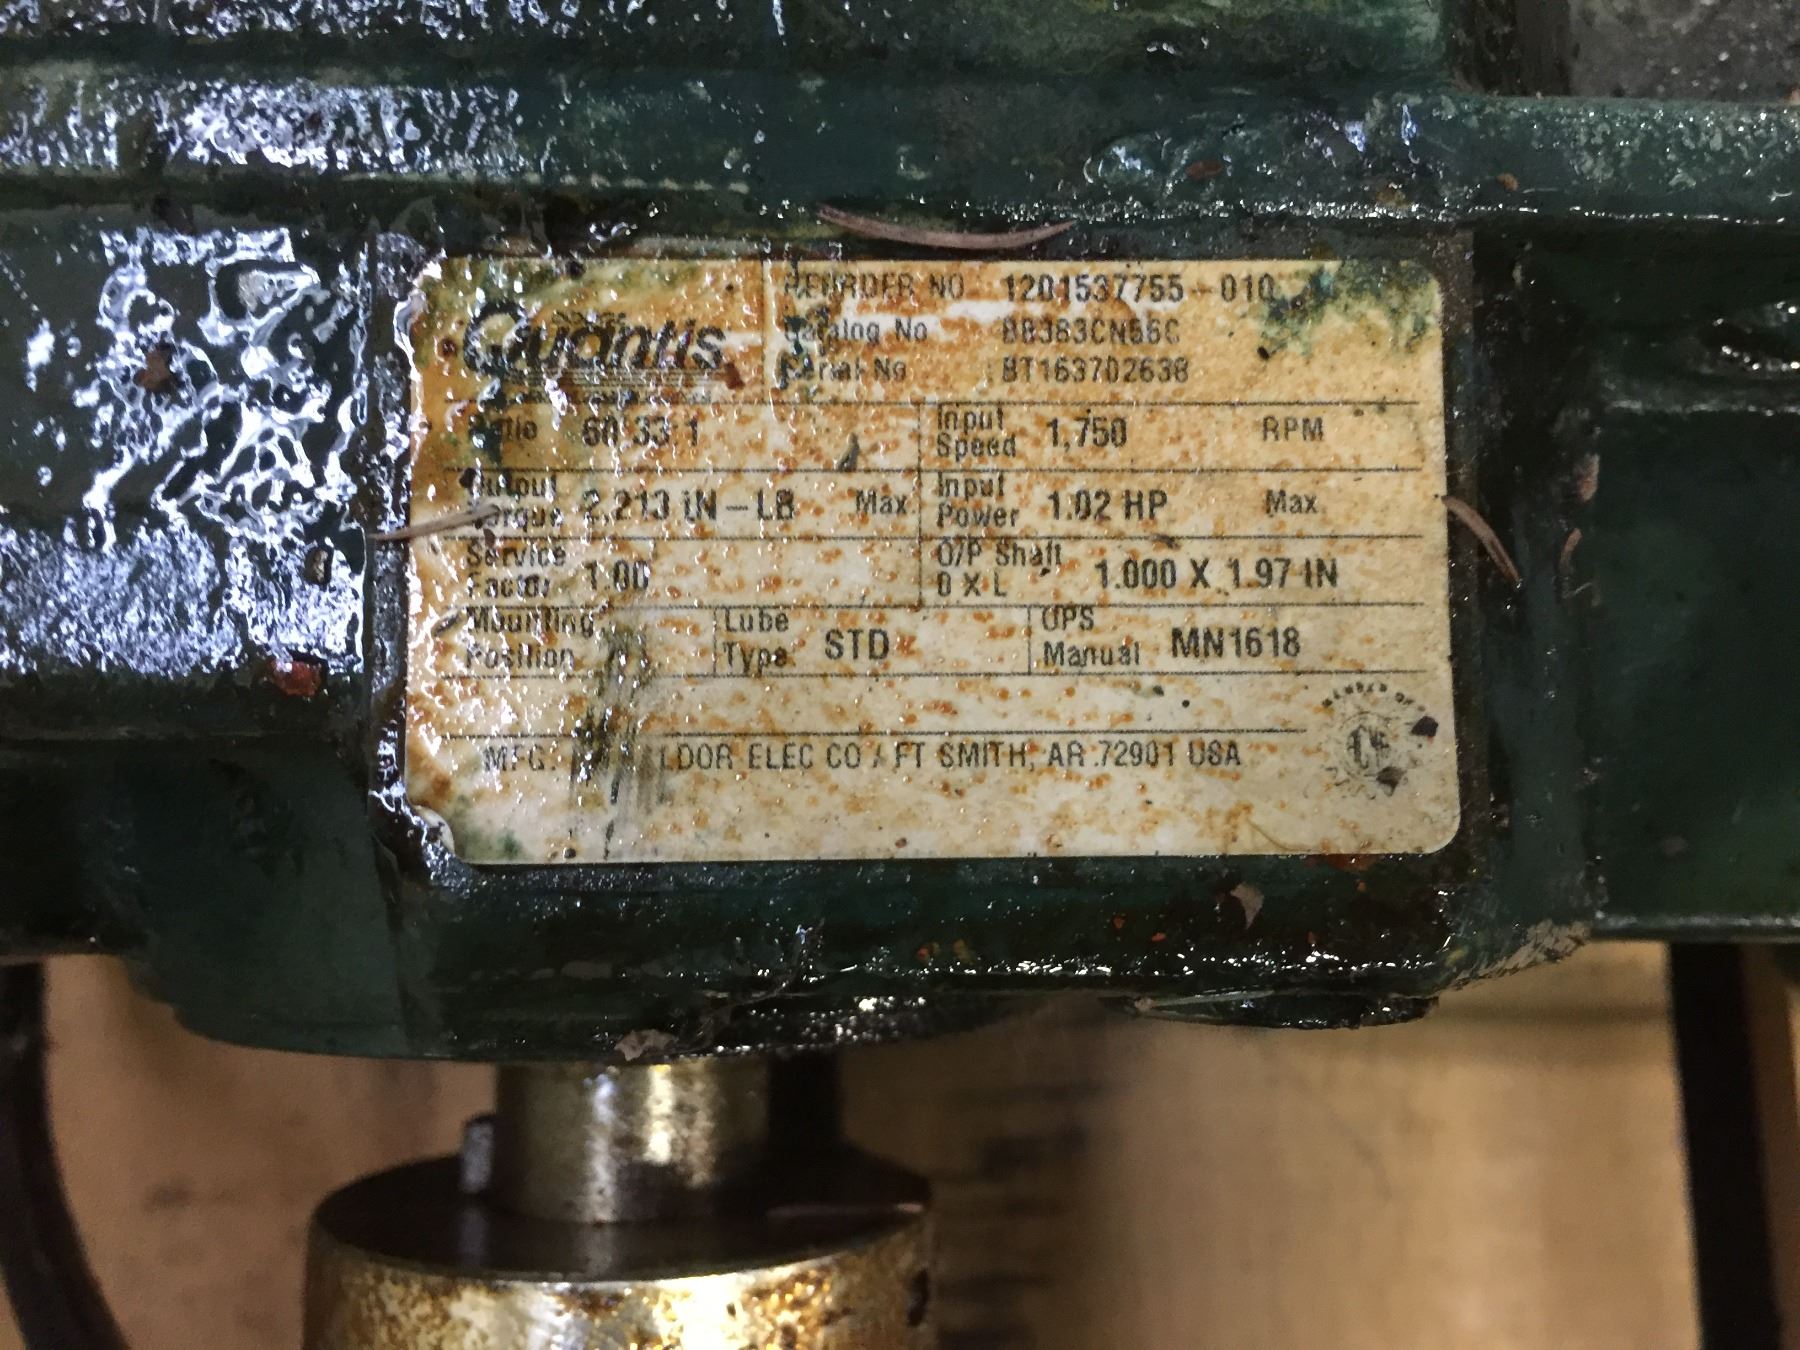 Quantis
REORDER NO. 1201537755-010
Catalog No BB383CN56C
Serial No BT163702638
Ratio 60.33 1
Input Speed 1,750 RPM
Output Torque 2,213 IN-LB Max
Input Power 1.02 HP Max
Service Factor 1.00
O/P Shaft D X L 1.000 X 1.97 IN
Mounting Position
Lube Type STD
OPS Manual MN1618
MFG. LDOR ELEC CO / FT SMITH, AR 72901 USA
MEMBER OF